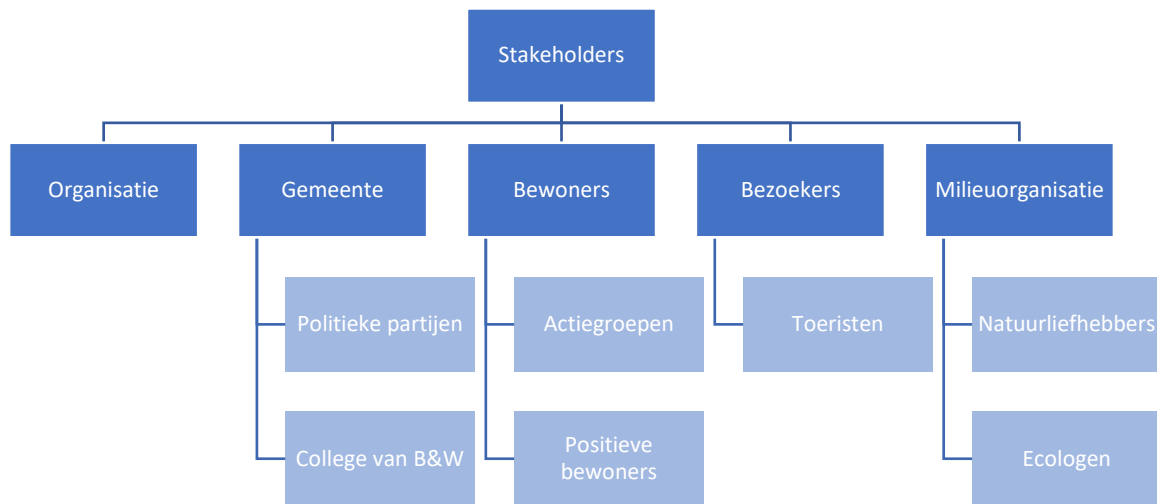 Stakeholders
Organisatie
Gemeente
Bewoners
Bezoekers
Milieuorganisatie
Politieke partijen
Actiegroepen
Toeristen
Natuurliefhebbers
College van B&W
Positieve
bewoners
Ecologen